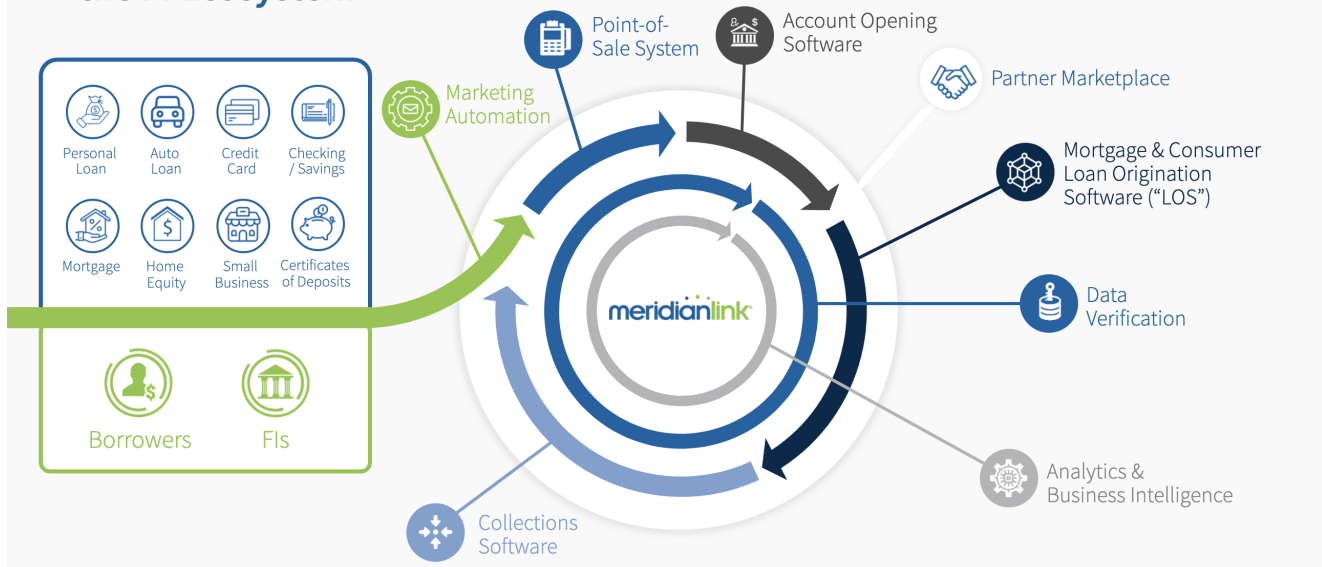 Personal
Loan
Auto
Loan
Credit
Card
Checking
/ Savings
Mortgage
Home
Equity
Small
Business
Certificates
of Deposits
Borrowers
FIs
Marketing
Automation
Point-of-
Sale System
Account Opening
Software
Partner Marketplace
Mortgage & Consumer
Loan Origination
Software (“LOS”)
Data
Verification
Analytics &
Business Intelligence
Collections
Software
meridianlink